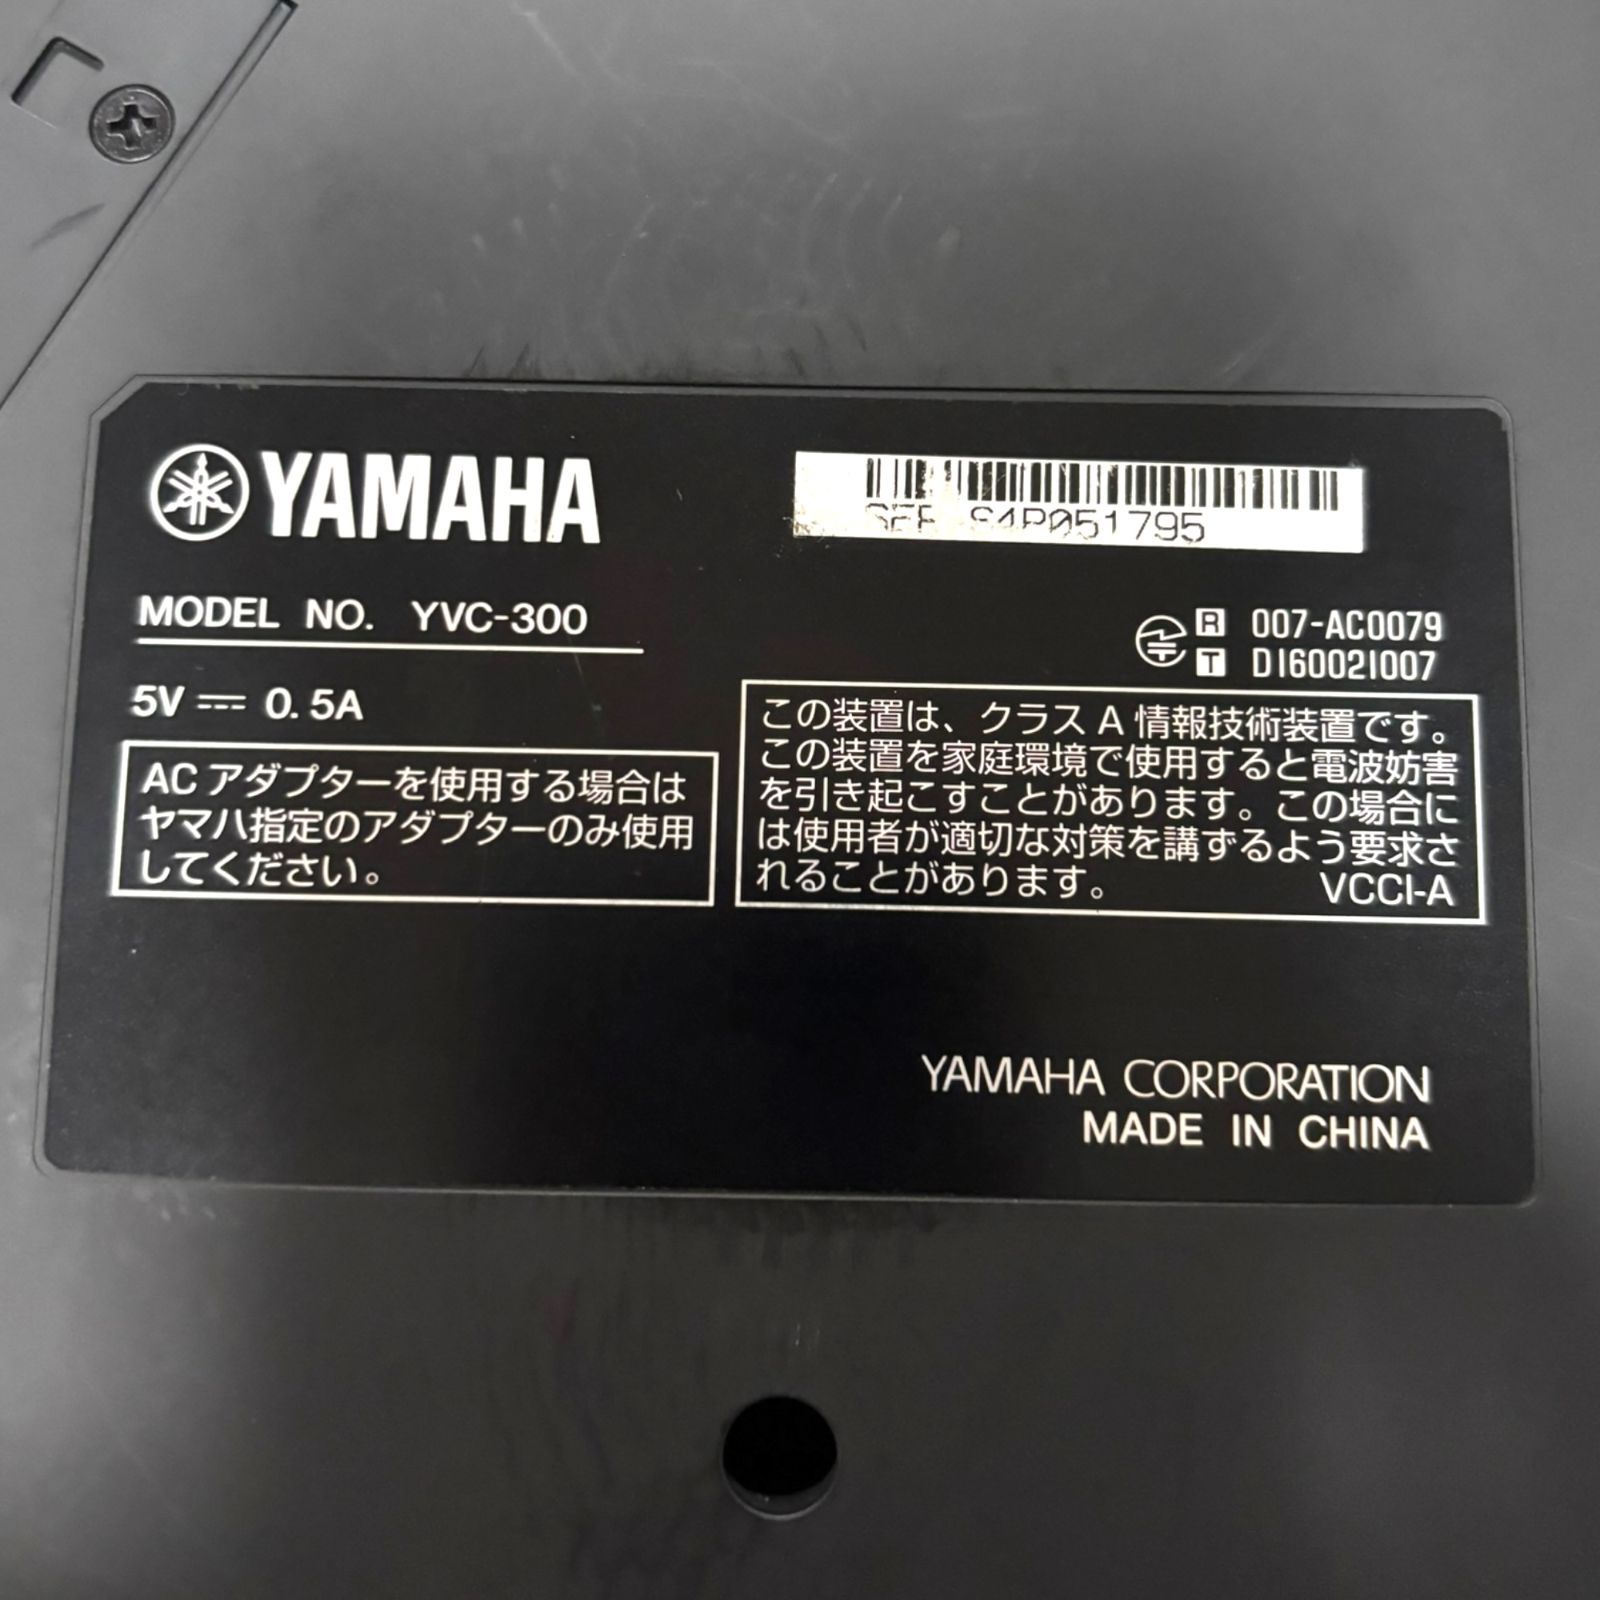 YAMAHA
S4P051795
MODEL NO. YVC-300
R 007-AC0079
T D160021007
5V 0.5A
ACアダプターを使用する場合は
ヤマハ指定のアダプターのみ使用
してください。
この装置は、クラスA情報技術装置です。
この装置を家庭環境で使用すると電波妨害
を引き起こすことがあります。この場合に
は使用者が適切な対策を講ずるよう要求さ
れることがあります。 VCCI-A
YAMAHA CORPORATION
MADE IN CHINA